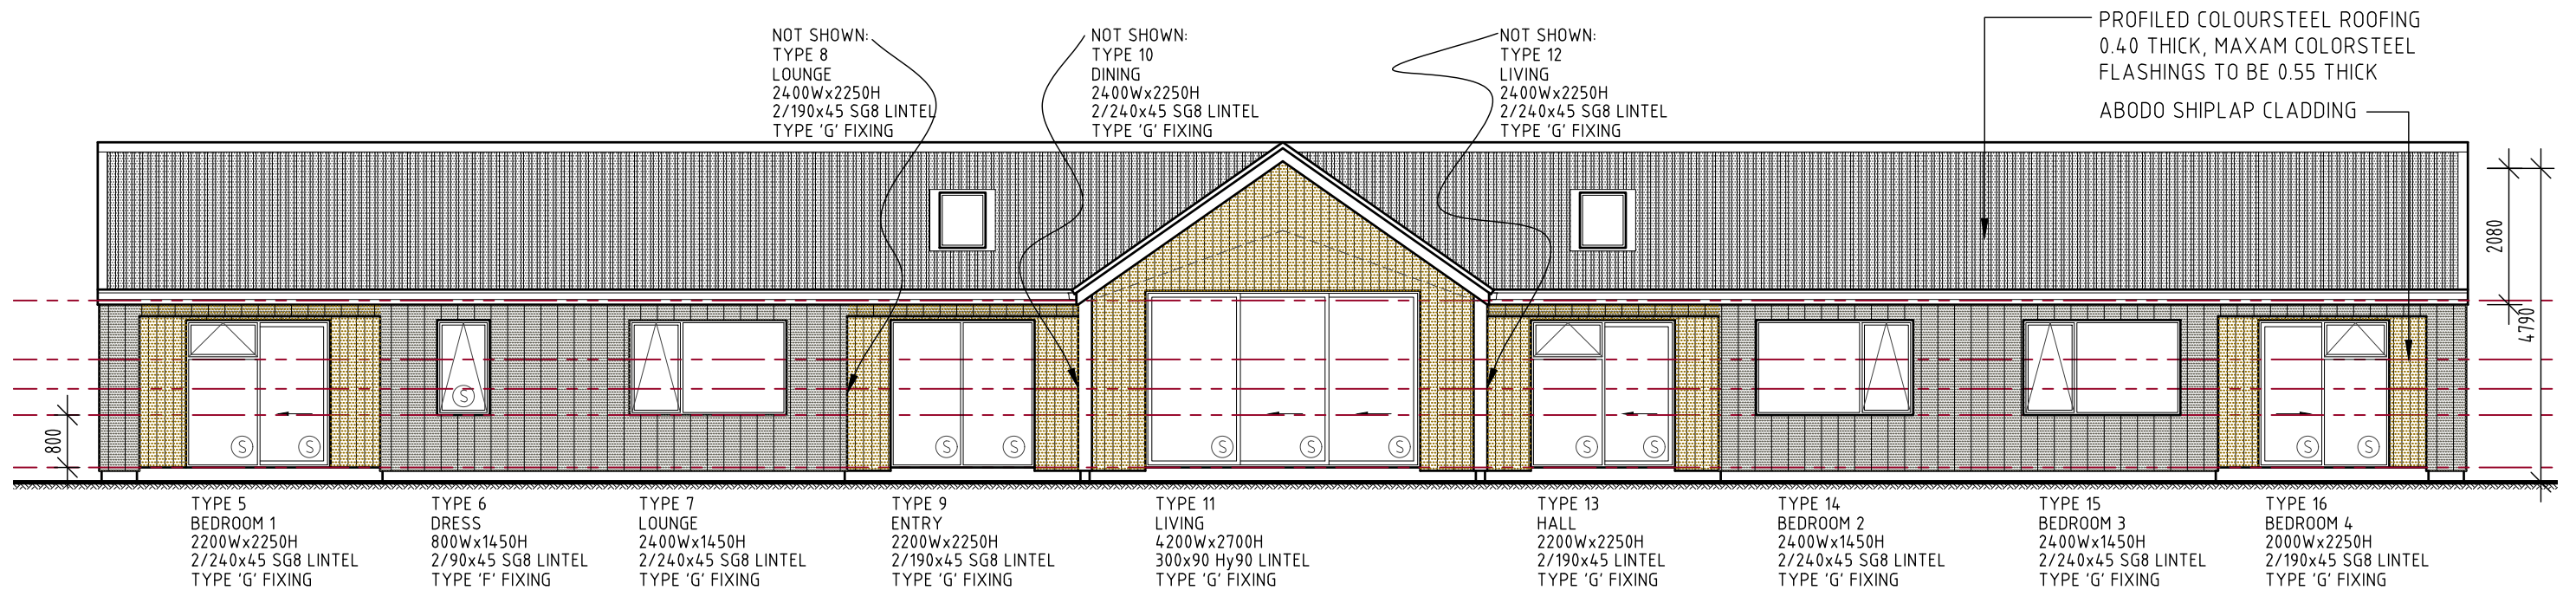 NOT SHOWN:
TYPE 8
LOUNGE
2400Wx2250H
2/190x45 SG8 LINTEL
TYPE 'G' FIXING
NOT SHOWN:
TYPE 10
DINING
2400Wx2250H
2/240x45 SG8 LINTEL
TYPE 'G' FIXING
NOT SHOWN:
TYPE 12
LIVING
2400Wx2250H
2/240x45 SG8 LINTEL
TYPE 'G' FIXING
PROFILED COLOURSTEEL ROOFING
0.40 THICK, MAXAM COLORSTEEL
FLASHINGS TO BE 0.55 THICK
ABODO SHIPLAP CLADDING
2080
4790
800
S
S
S
S
S
S
S
S
S
S
S
S
TYPE 5
BEDROOM 1
2200Wx2250H
2/240x45 SG8 LINTEL
TYPE 'G' FIXING
TYPE 6
DRESS
800Wx1450H
2/90x45 SG8 LINTEL
TYPE 'F' FIXING
TYPE 7
LOUNGE
2400Wx1450H
2/240x45 SG8 LINTEL
TYPE 'G' FIXING
TYPE 9
ENTRY
2200Wx2250H
2/190x45 SG8 LINTEL
TYPE 'G' FIXING
TYPE 11
LIVING
4200Wx2700H
300x90 Hy90 LINTEL
TYPE 'G' FIXING
TYPE 13
HALL
2200Wx2250H
2/190x45 LINTEL
TYPE 'G' FIXING
TYPE 14
BEDROOM 2
2400Wx1450H
2/240x45 SG8 LINTEL
TYPE 'G' FIXING
TYPE 15
BEDROOM 3
2400Wx1450H
2/240x45 SG8 LINTEL
TYPE 'G' FIXING
TYPE 16
BEDROOM 4
2000Wx2250H
2/190x45 SG8 LINTEL
TYPE 'G' FIXING